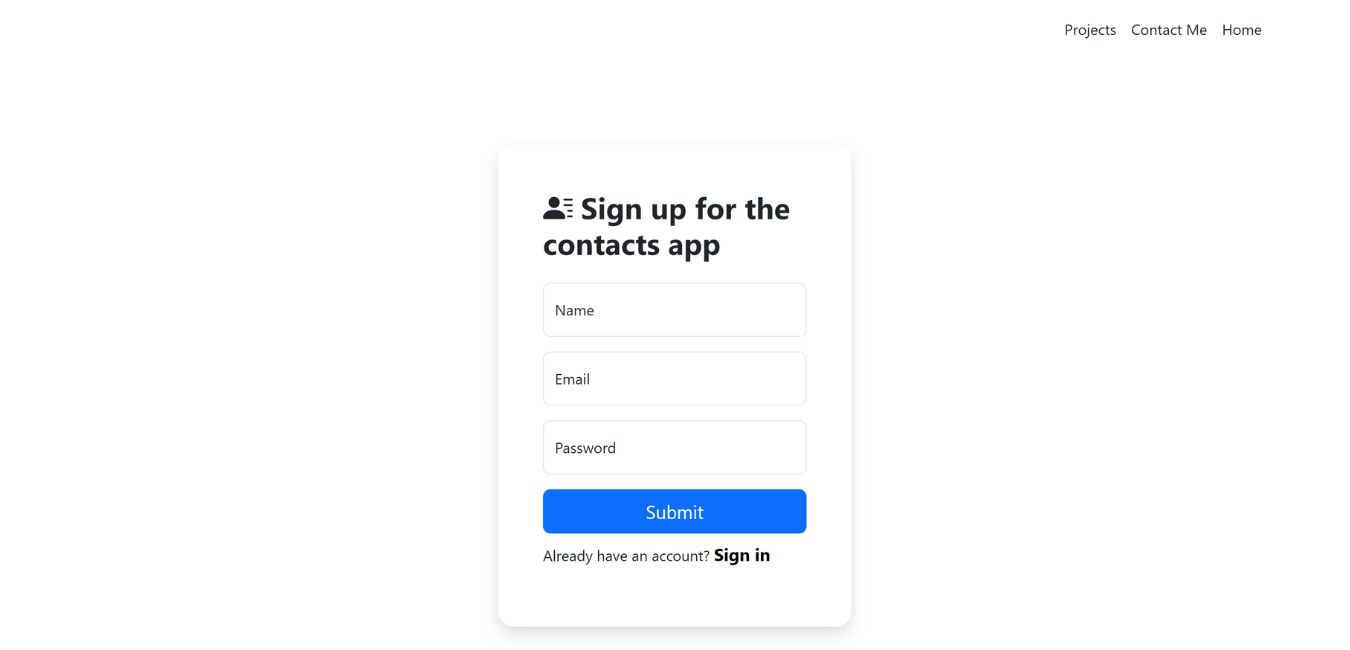 Projects Contact Me Home
Sign up for the
contacts app
Name
Email
Password
Submit
Already have an account? Sign in